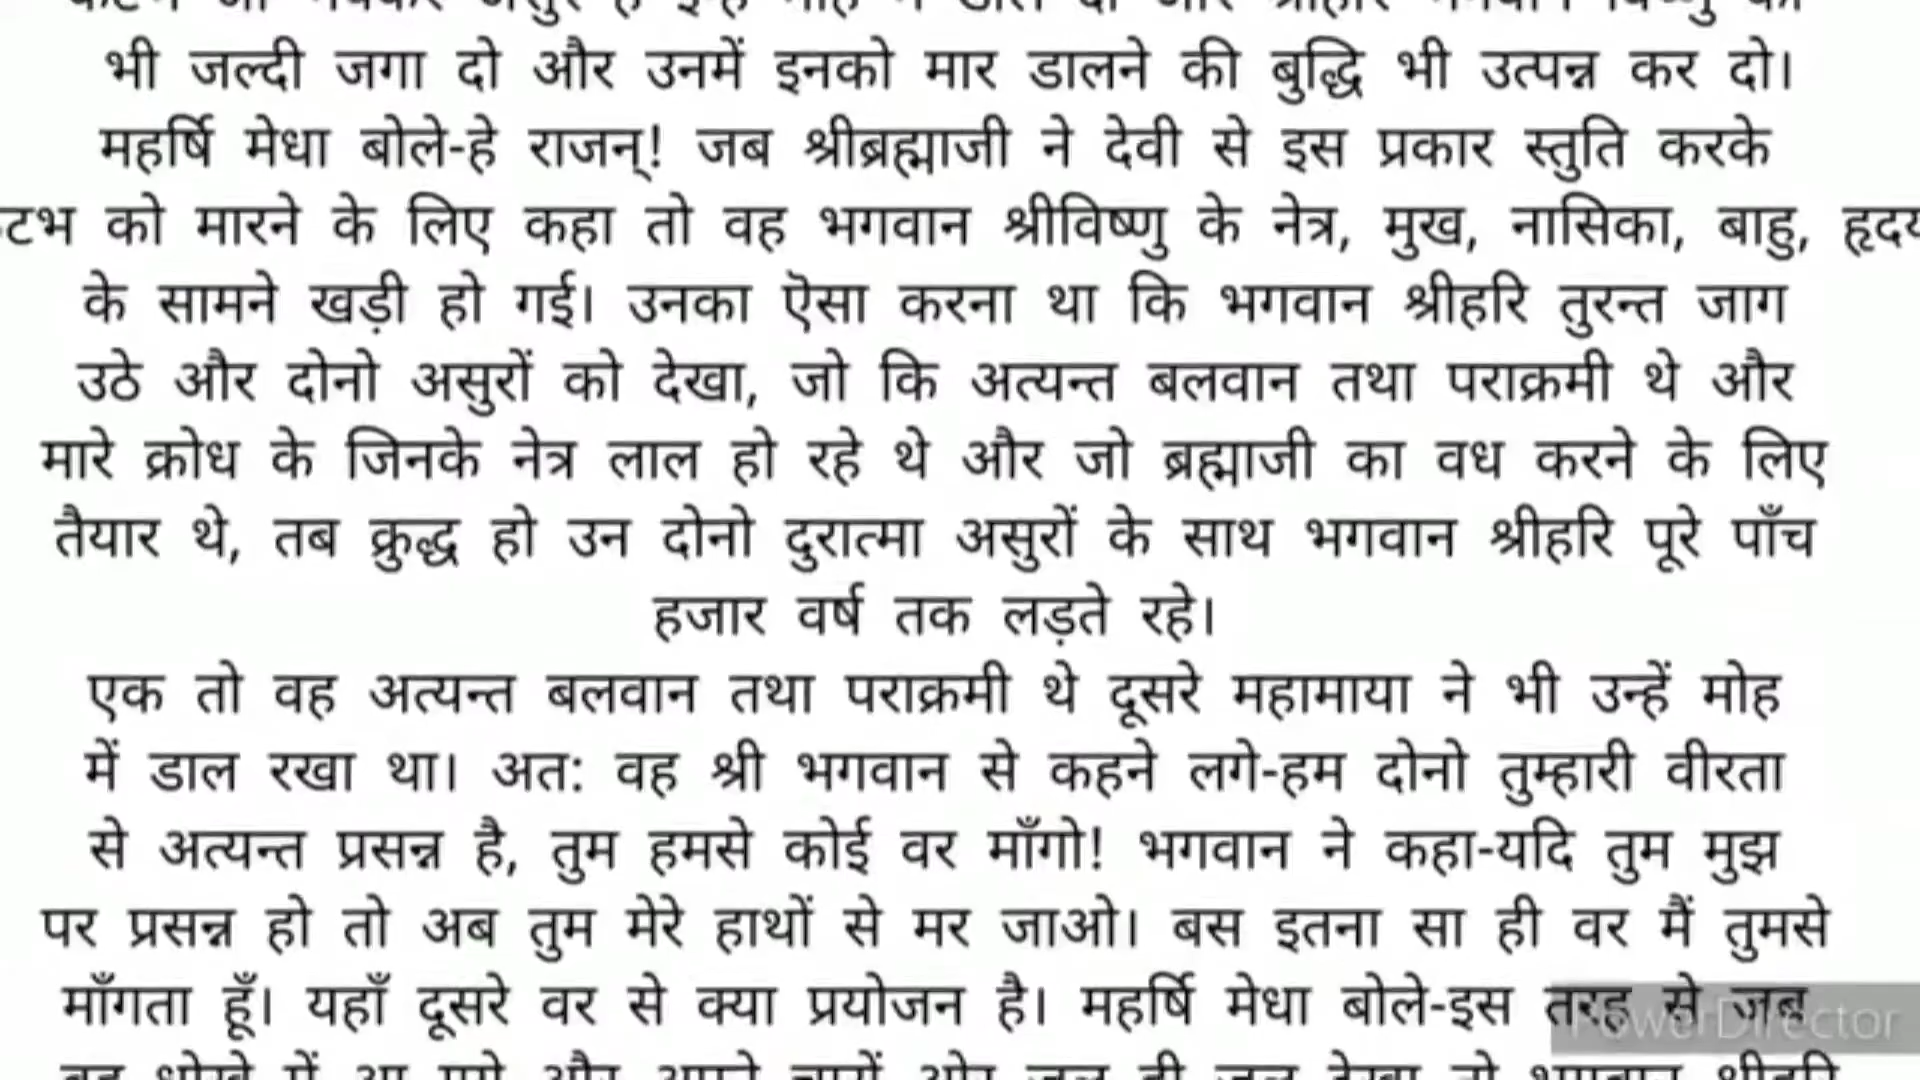 भी जल्दी जगा दो और उनमें इनको मार डालने की बुद्धि भी उत्पन्न कर दो।
महर्षि मेधा बोले-हे राजन्! जब श्रीब्रह्माजी ने देवी से इस प्रकार स्तुति करके
को मारने के लिए कहा तो वह भगवान श्रीविष्णु के नेत्र, मुख, नासिका, बाहु,
के सामने खड़ी हो गई। उनका ऎसा करना था कि भगवान श्रीहरि तुरन्त जाग
उठे और दोनो असुरों को देखा, जो कि अत्यन्त बलवान तथा पराक्रमी थे और
मारे क्रोध के जिनके नेत्र लाल हो रहे थे और जो ब्रह्माजी का वध करने के लिए
तैयार थे, तब क्रुद्ध हो उन दोनो दुरात्मा असुरों के साथ भगवान श्रीहरि पूरे पाँच
हजार वर्ष तक लड़ते रहे।
एक तो वह अत्यन्त बलवान तथा पराक्रमी थे दूसरे महामाया ने भी उन्हें मोह
में डाल रखा था। अत: वह श्री भगवान से कहने लगे-हम दोनो तुम्हारी वीरता
से अत्यन्त प्रसन्न है, तुम हमसे कोई वर माँगो! भगवान ने कहा-यदि तुम मुझ
पर प्रसन्न हो तो अब तुम मेरे हाथों से मर जाओ। बस इतना सा ही वर मैं तुमसे
माँगता हूँ। यहाँ दूसरे वर से क्या प्रयोजन है। महर्षि मेधा बोले-इस तरह से जब
PowerDirector